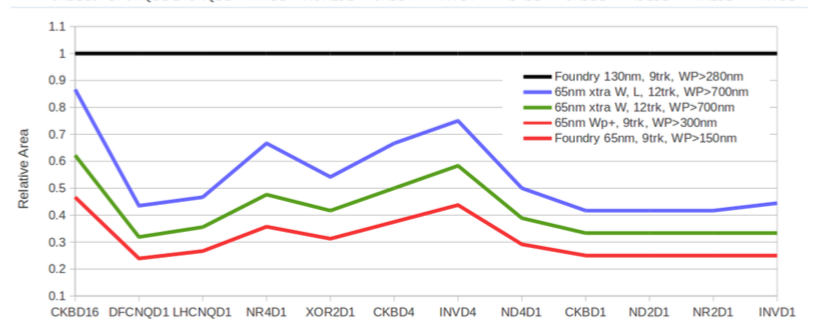 1.1
1
Foundry 130nm, 9trk, WP>280nm
0.9
65nm xtra W, L, 12trk, WP>700nm
0.8
65nm xtra W, 12trk, WP>700nm
65nm Wp+, 9trk, WP>300nm
0.7
Foundry 65nm, 9trk, WP>150nm
0.6
Relative Area
0.5
0.4
0.3
0.2
0.1
CKBD16 DFCNQD1 LHCNQD1 NR4D1 XOR2D1 CKBD4 INVD4 ND4D1 CKBD1 ND2D1 NR2D1 INVD1